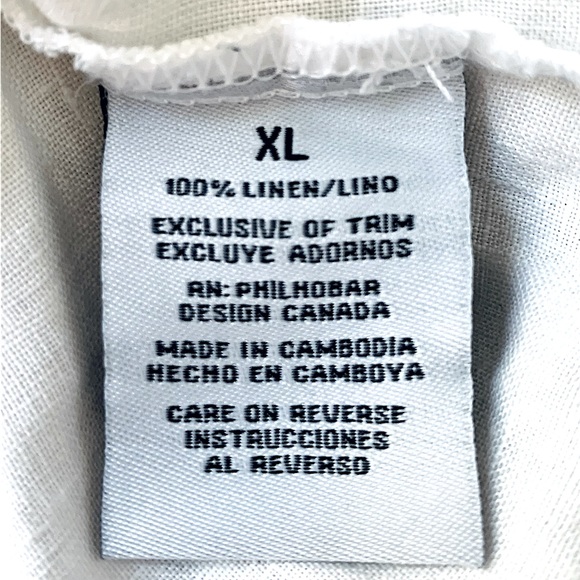 XL
100% LINEN/LINO
EXCLUSIVE OF TRIM
EXCLUYE ADORNOS
RN: PHILHOBAR
DESIGN CANADA
MADE IN CAMBODIA
HECHO EN CAMBOYA
CARE ON REVERSE
INSTRUCCIONES
AL REVERSO